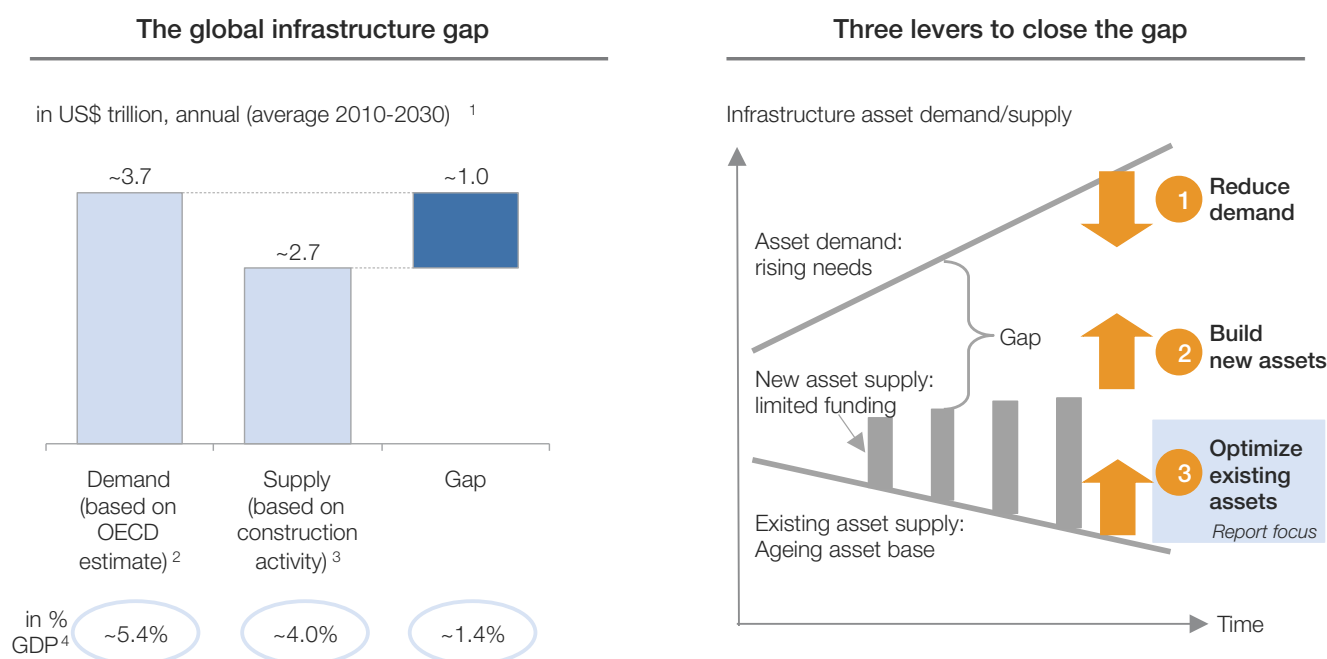 The global infrastructure gap
in US$ trillion, annual (average 2010-2030) 1
~3.7
~2.7
~1.0
Demand
(based on
OECD
estimate) 2
Supply
(based on
construction
activity) 3
Gap
in %
GDP 4
~5.4%
~4.0%
~1.4%
Three levers to close the gap
Infrastructure asset demand/supply
Asset demand:
rising needs
Gap
New asset supply:
limited funding
Existing asset supply:
Ageing asset base
1
Reduce
demand
2
Build
new assets
3
Optimize
existing
assets
Report focus
Time